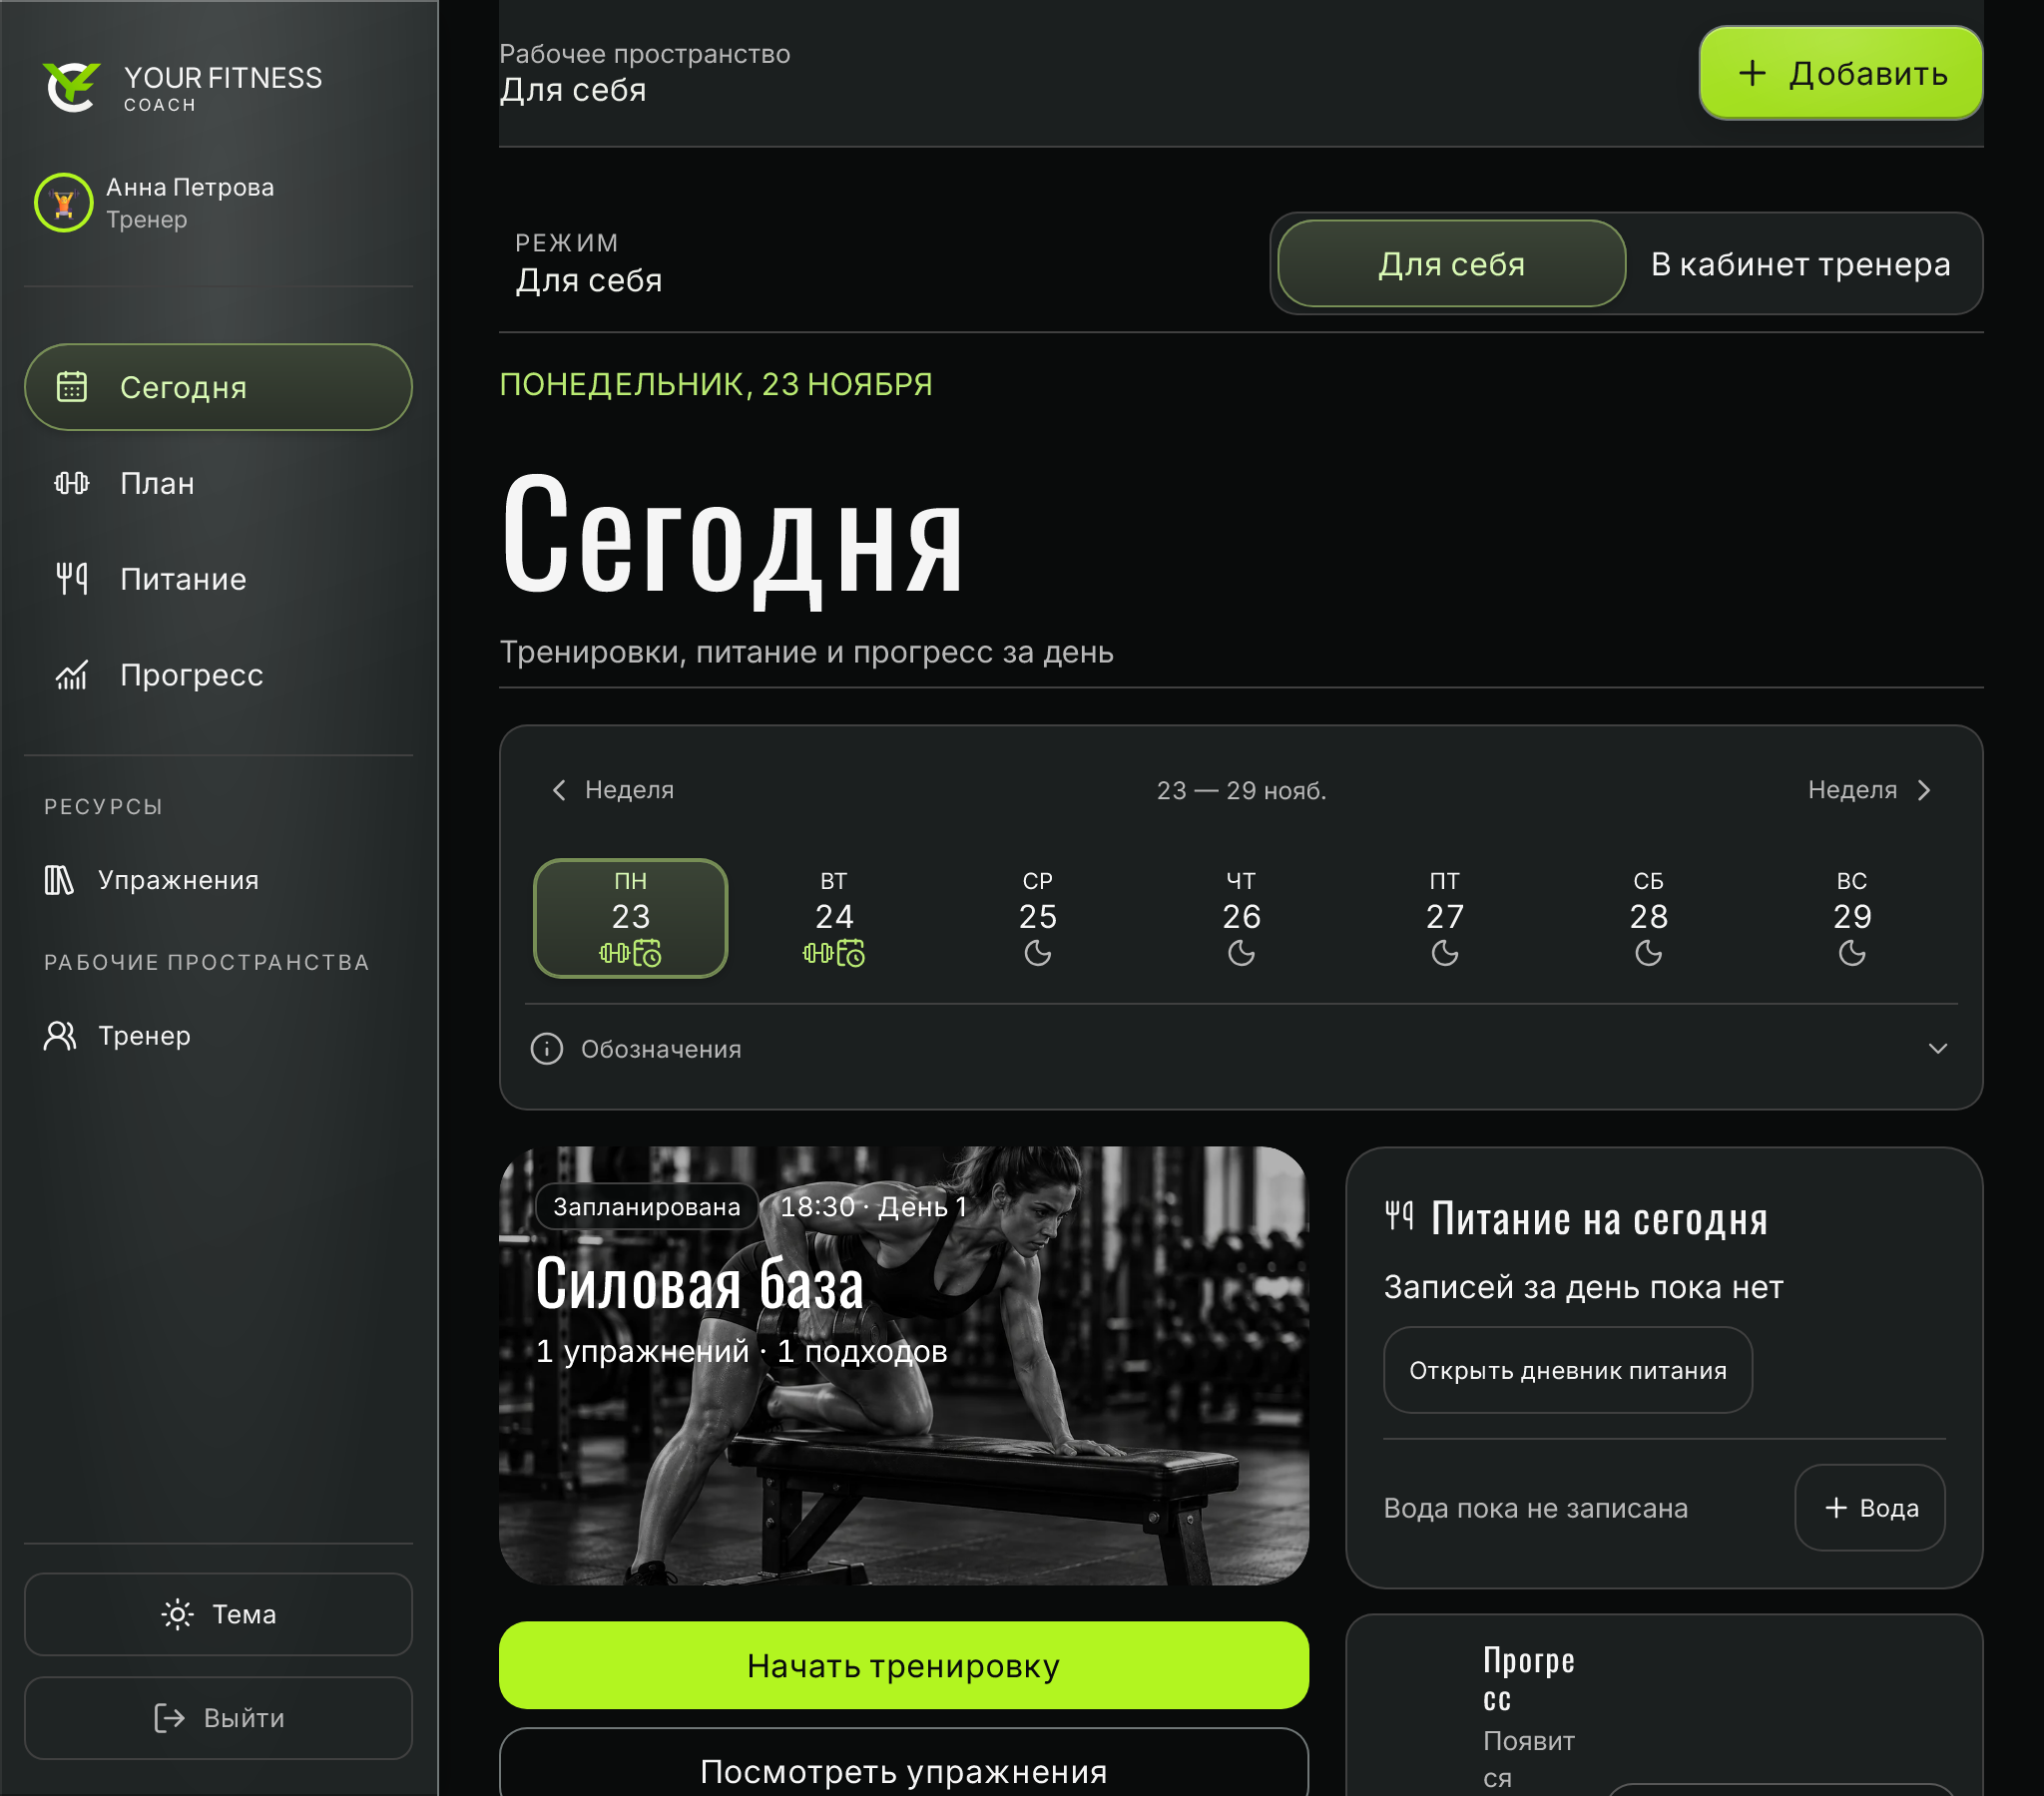 YOUR FITNESS
COACH
Анна Петрова
Тренер
Сегодня
План
Питание
Прогресс
РЕСУРСЫ
Упражнения
РАБОЧИЕ ПРОСТРАНСТВА
Тренер
Тема
Выйти
Рабочее пространство
Для себя
Добавить
РЕЖИМ
Для себя
Для себя
В кабинет тренера
ПОНЕДЕЛЬНИК, 23 НОЯБРЯ
Сегодня
Тренировки, питание и прогресс за день
Неделя
23 — 29 нояб.
Неделя
ПН
23
ВТ
24
СР
25
ЧТ
26
ПТ
27
СБ
28
ВС
29
Обозначения
Запланирована
18:30 · День 1
Силовая база
1 упражнений · 1 подходов
Начать тренировку
Посмотреть упражнения
Питание на сегодня
Записей за день пока нет
Открыть дневник питания
Вода пока не записана
Вода
Прогре
сс
Появит
ся